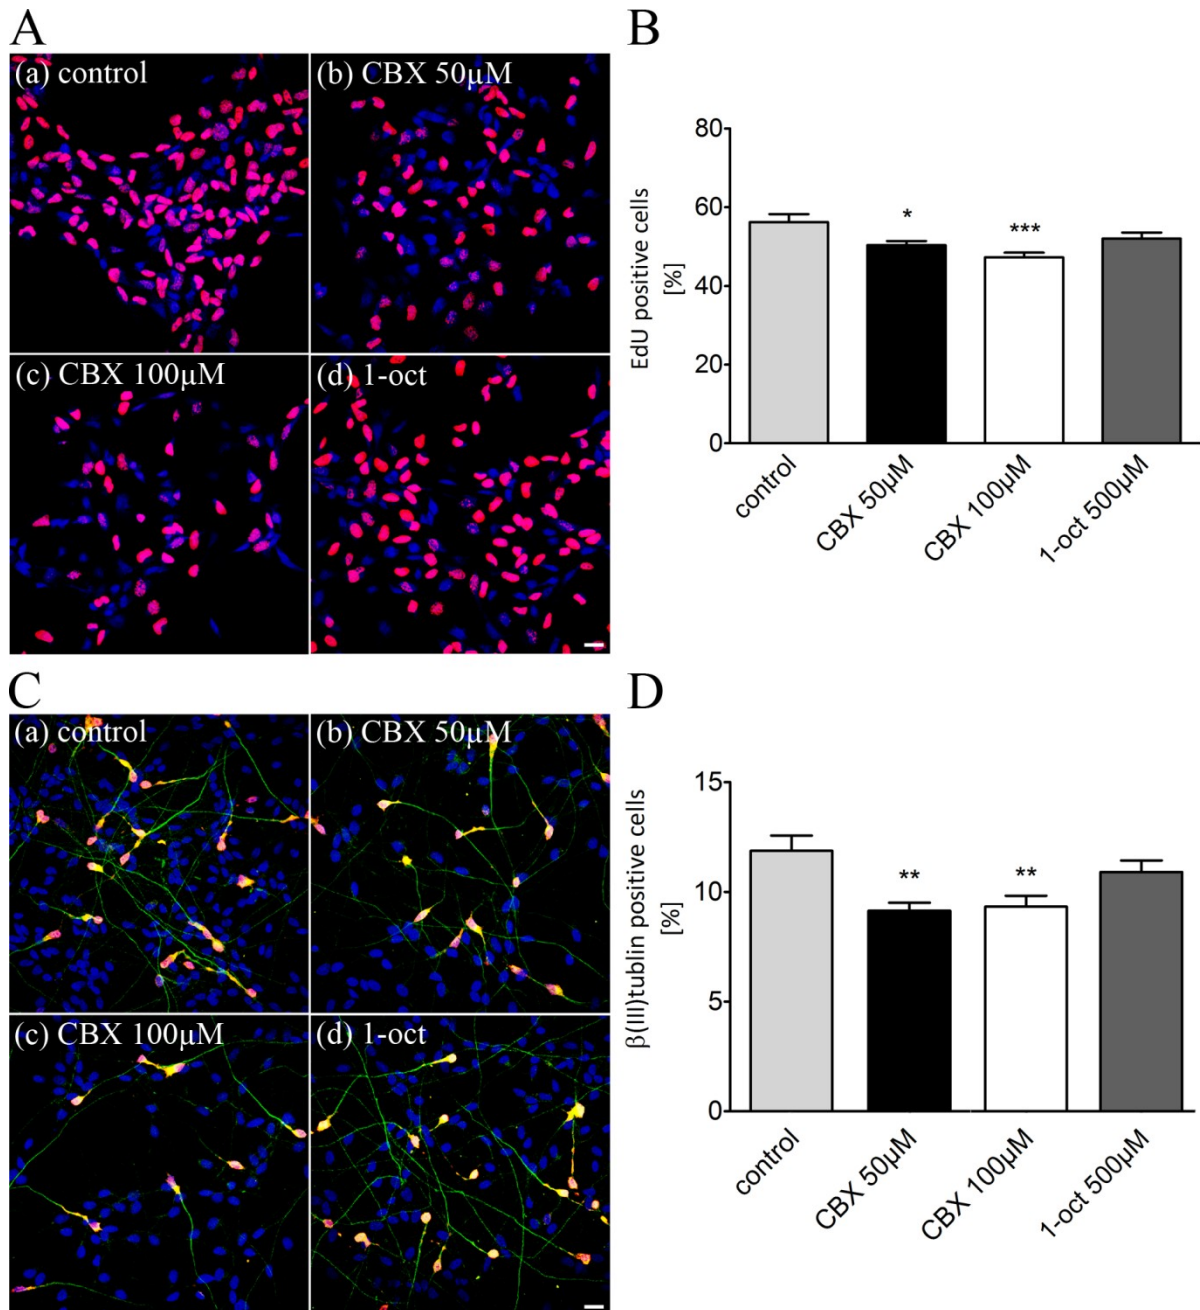 A
(a) control
(b) CBX 50µM
(c) CBX 100µM
(d) 1-oct
B
EdU positive cells
[%]
80
60
40
20
0
*
***
control
CBX 50µM
CBX 100µM
1-oct 500µM
C
(a) control
(b) CBX 50µM
(c) CBX 100µM
(d) 1-oct
D
β(III)tublin positive cells
[%]
15
10
5
0
**
**
control
CBX 50µM
CBX 100µM
1-oct 500µM